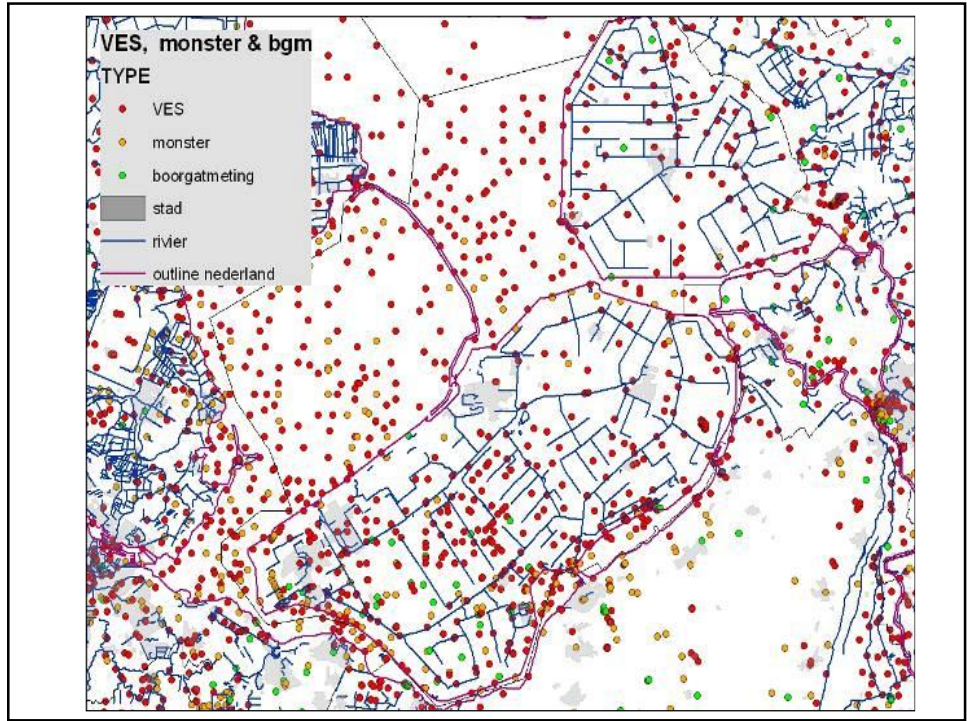 VES, monster & bgm
TYPE
VES
monster
boorgatmeting
stad
rivier
outline nederland